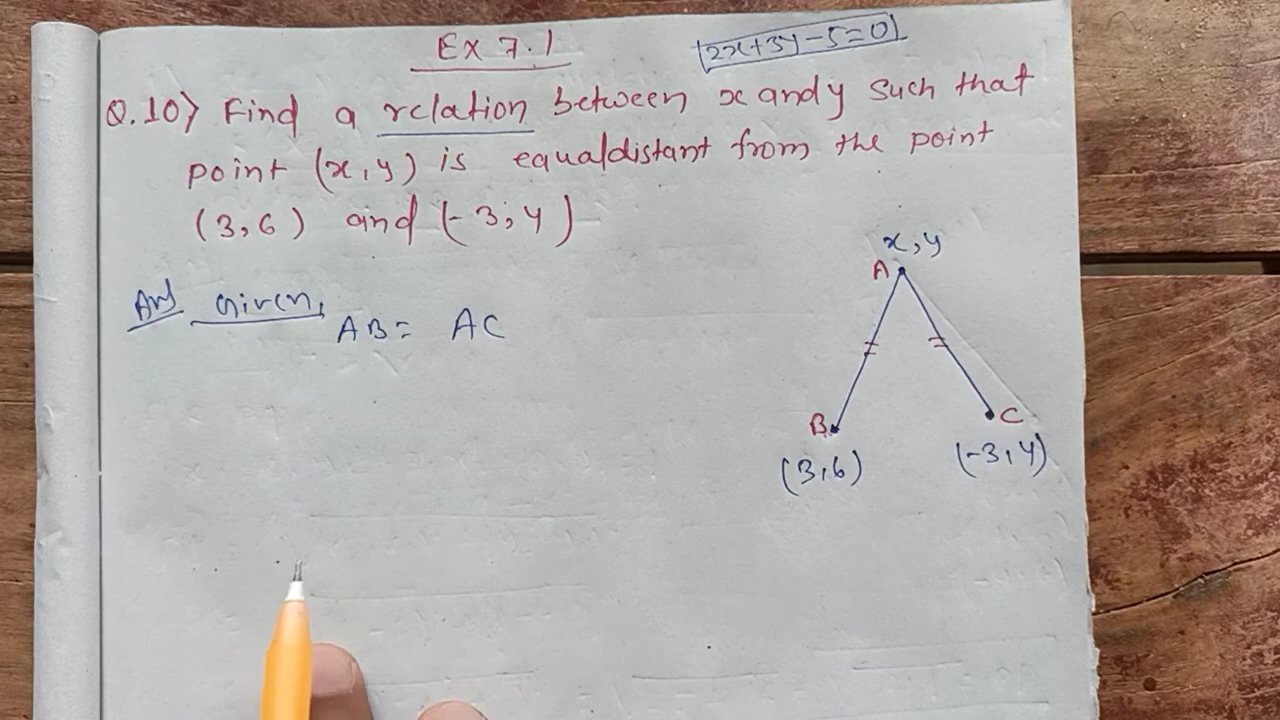 Ex 7.1
2x+3y-5=0
Q.10) Find a relation between x and y such that
point (x,y) is equaldistant from the point
(3,6) and (-3,4)
Ans Given,
AB = AC
x,y
A
B
C
(3,6)
(-3,4)